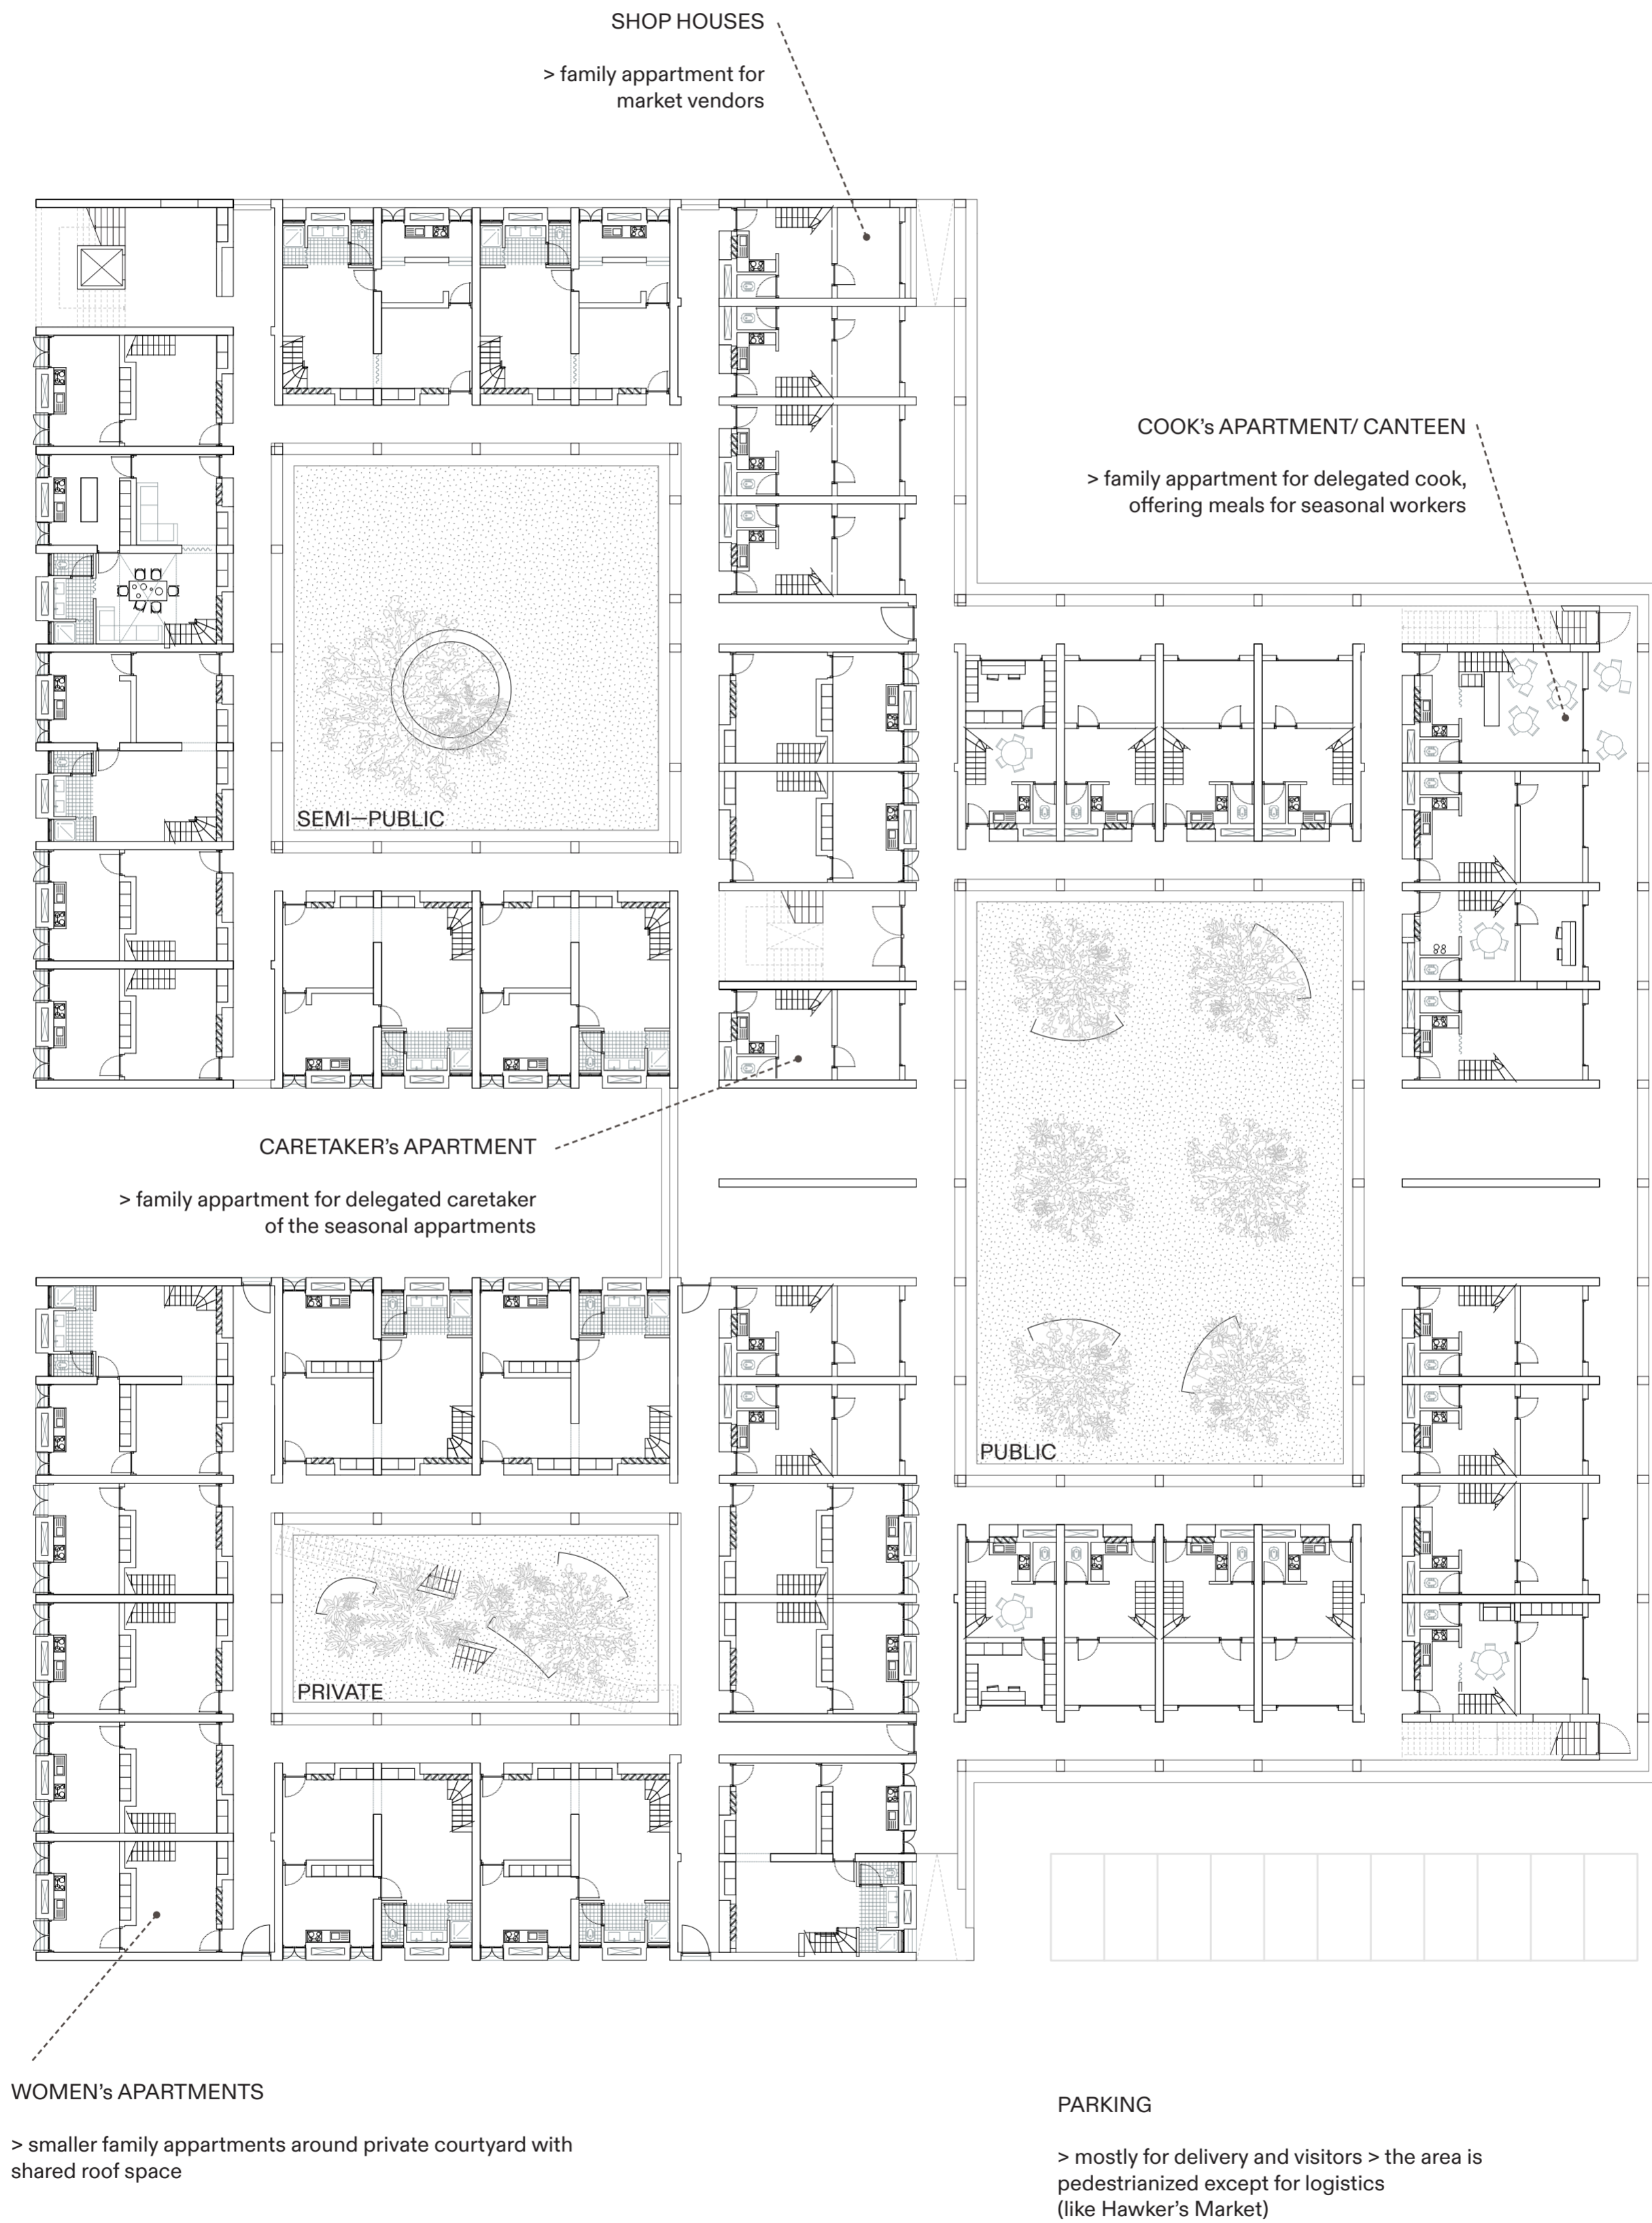 SHOP HOUSES
> family appartment for
market vendors
COOK's APARTMENT/ CANTEEN
> family appartment for delegated cook,
offering meals for seasonal workers
SEMI—PUBLIC
CARETAKER's APARTMENT
> family appartment for delegated caretaker
of the seasonal appartments
PUBLIC
PRIVATE
WOMEN's APARTMENTS
> smaller family appartments around private courtyard with
shared roof space
PARKING
> mostly for delivery and visitors > the area is
pedestrianized except for logistics
(like Hawker's Market)